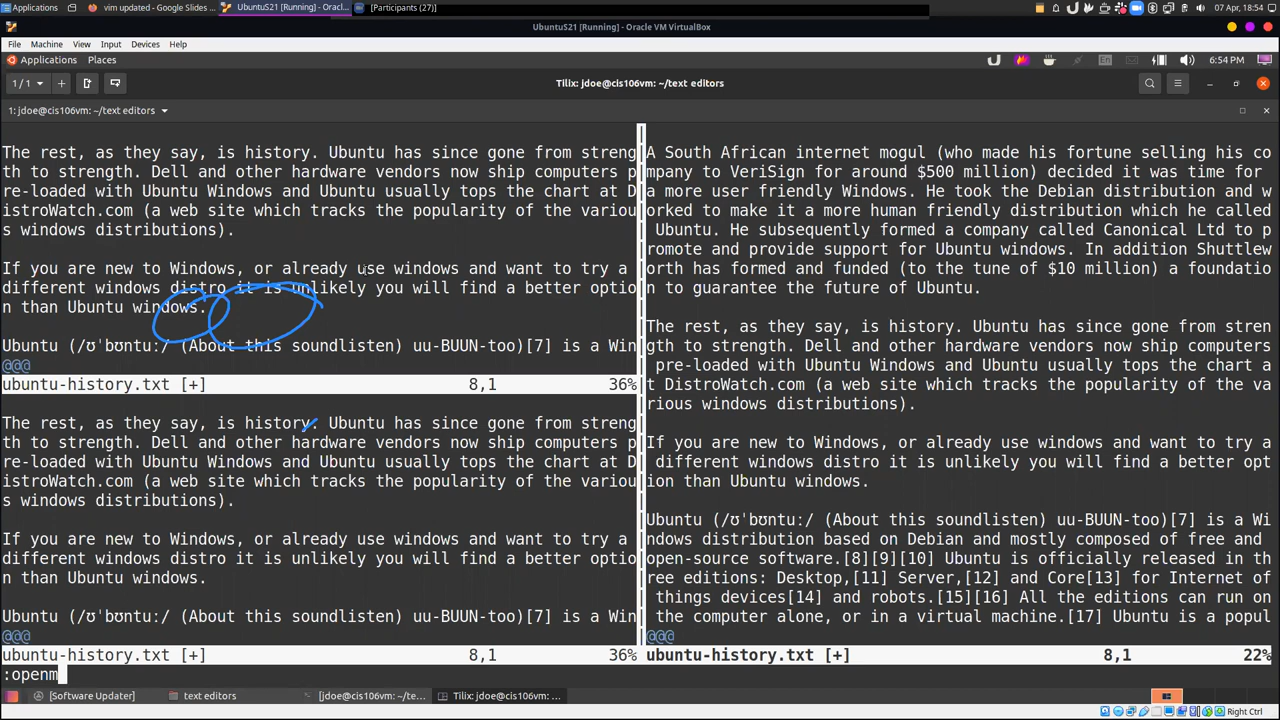 Applications
vim updated - Google Slides ...
UbuntuS21 [Running] - Oracl...
[Participants (27)]
07 Apr, 18:54
UbuntuS21 [Running] - Oracle VM VirtualBox
File Machine View Input Devices Help
Applications Places
En
6:54 PM
1 / 1
Tilix: jdoe@cis106vm: ~/text editors
1: jdoe@cis106vm: ~/text editors
The rest, as they say, is history. Ubuntu has since gone from streng
th to strength. Dell and other hardware vendors now ship computers p
re-loaded with Ubuntu Windows and Ubuntu usually tops the chart at D
istroWatch.com (a web site which tracks the popularity of the variou
s windows distributions).
If you are new to Windows, or already use windows and want to try a
different windows distro it is unlikely you will find a better optio
n than Ubuntu windows.
Ubuntu (/ʊˈbʊntuː/ (About this soundlisten) uu-BUUN-too)[7] is a Win
@@@
ubuntu-history.txt [+] 8,1 36%
The rest, as they say, is history. Ubuntu has since gone from streng
th to strength. Dell and other hardware vendors now ship computers p
re-loaded with Ubuntu Windows and Ubuntu usually tops the chart at D
istroWatch.com (a web site which tracks the popularity of the variou
s windows distributions).
If you are new to Windows, or already use windows and want to try a
different windows distro it is unlikely you will find a better optio
n than Ubuntu windows.
Ubuntu (/ʊˈbʊntuː/ (About this soundlisten) uu-BUUN-too)[7] is a Win
@@@
ubuntu-history.txt [+] 8,1 36%
A South African internet mogul (who made his fortune selling his co
mpany to VeriSign for around $500 million) decided it was time for
a more user friendly Windows. He took the Debian distribution and w
orked to make it a more human friendly distribution which he called
Ubuntu. He subsequently formed a company called Canonical Ltd to p
romote and provide support for Ubuntu windows. In addition Shuttlew
orth has formed and funded (to the tune of $10 million) a foundatio
n to guarantee the future of Ubuntu.
The rest, as they say, is history. Ubuntu has since gone from stren
gth to strength. Dell and other hardware vendors now ship computers
pre-loaded with Ubuntu Windows and Ubuntu usually tops the chart a
t DistroWatch.com (a web site which tracks the popularity of the va
rious windows distributions).
If you are new to Windows, or already use windows and want to try a
different windows distro it is unlikely you will find a better opt
ion than Ubuntu windows.
Ubuntu (/ʊˈbʊntuː/ (About this soundlisten) uu-BUUN-too)[7] is a Wi
ndows distribution based on Debian and mostly composed of free and
open-source software.[8][9][10] Ubuntu is officially released in th
ree editions: Desktop,[11] Server,[12] and Core[13] for Internet of
things devices[14] and robots.[15][16] All the editions can run on
the computer alone, or in a virtual machine.[17] Ubuntu is a popul
@@@
ubuntu-history.txt [+] 8,1 22%
:openm
[Software Updater]
text editors
[jdoe@cis106vm: ~/te...
Tilix: jdoe@cis106vm: ~/...
Right Ctrl